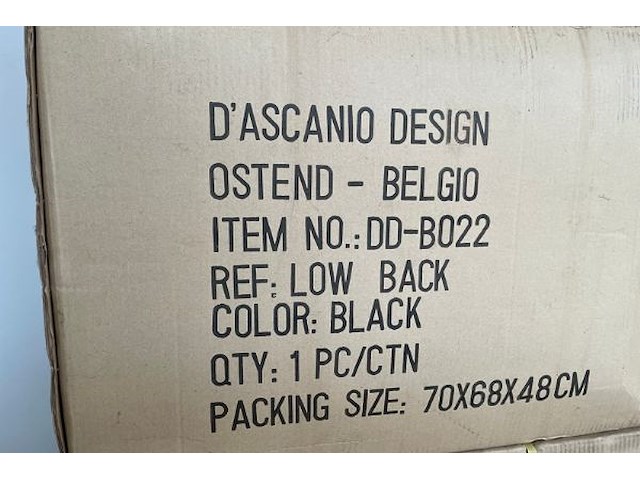 D'ASCANIO DESIGN
OSTEND - BELGIO
ITEM NO.: DD-B022
REF: LOW BACK
COLOR: BLACK
QTY: 1 PC/CTN
PACKING SIZE: 70X68X48CM